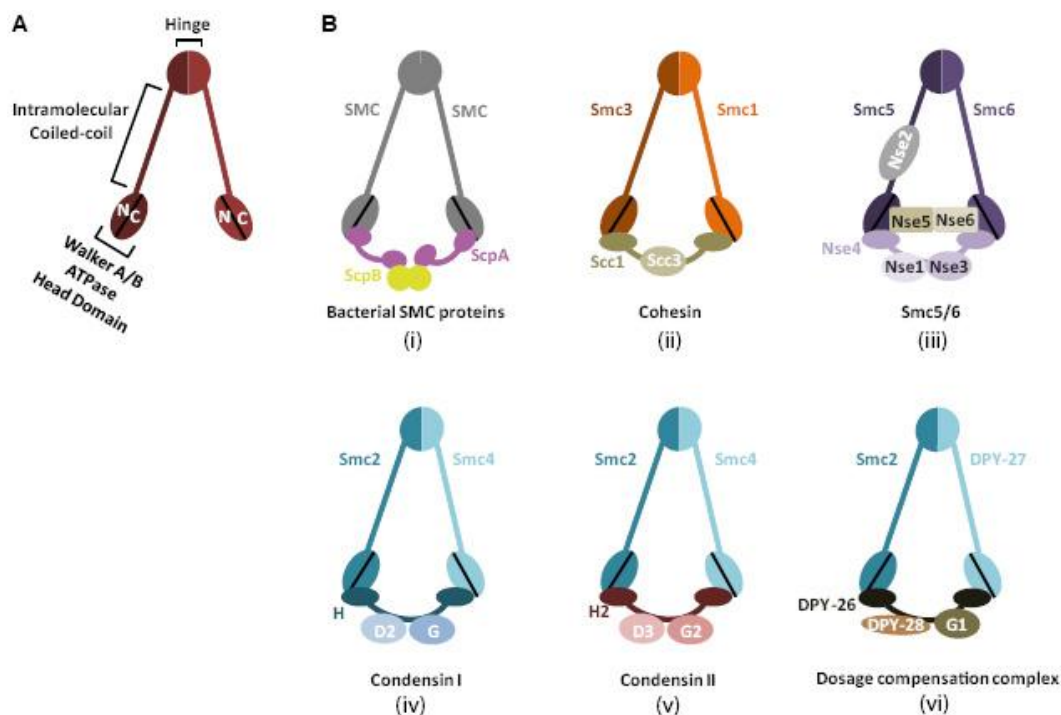 A
Hinge
Intramolecular
Coiled-coil
N C
N C
Walker A/B
ATPase
Head Domain
B
SMC
SMC
ScpB
ScpA
Bacterial SMC proteins
(i)
Smc3
Smc1
Scc1
Scc3
Cohesin
(ii)
Smc5
Smc6
Nse2
Nse5
Nse6
Nse4
Nse1
Nse3
Smc5/6
(iii)
Smc2
Smc4
H
D2
G
Condensin I
(iv)
Smc2
Smc4
H2
D3
G2
Condensin II
(v)
Smc2
DPY-27
DPY-26
DPY-28
G1
Dosage compensation complex
(vi)